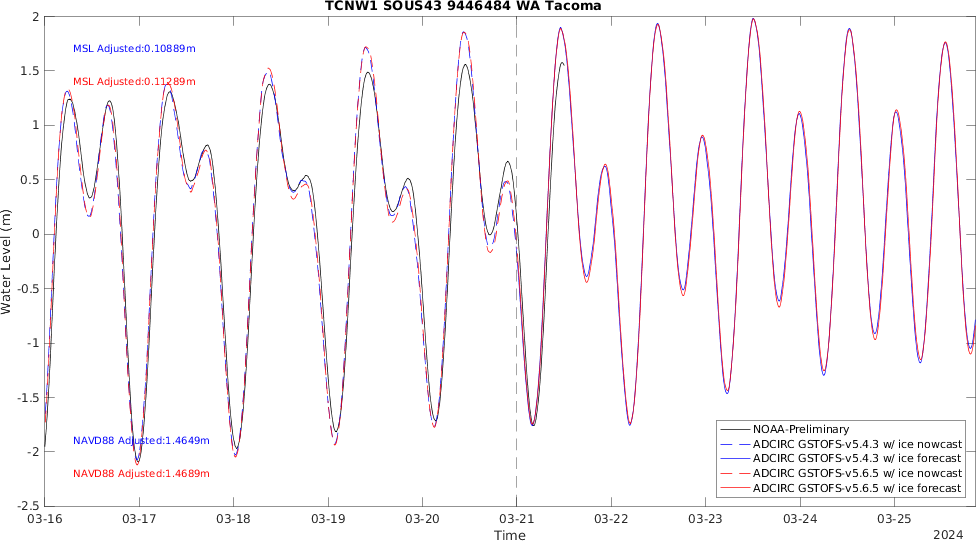 TCNW1 SOUS43 9446484 WA Tacoma
MSL Adjusted:0.10889m
MSL Adjusted:0.11289m
NAVD88 Adjusted:1.4649m
NAVD88 Adjusted:1.4689m
Water Level (m)
2
1.5
1
0.5
0
-0.5
-1
-1.5
-2
-2.5
NOAA-Preliminary
ADCIRC GSTOFS-v5.4.3 w/ ice nowcast
ADCIRC GSTOFS-v5.4.3 w/ ice forecast
ADCIRC GSTOFS-v5.6.5 w/ ice nowcast
ADCIRC GSTOFS-v5.6.5 w/ ice forecast
03-16 03-17 03-18 03-19 03-20 03-21 03-22 03-23 03-24 03-25
Time
2024